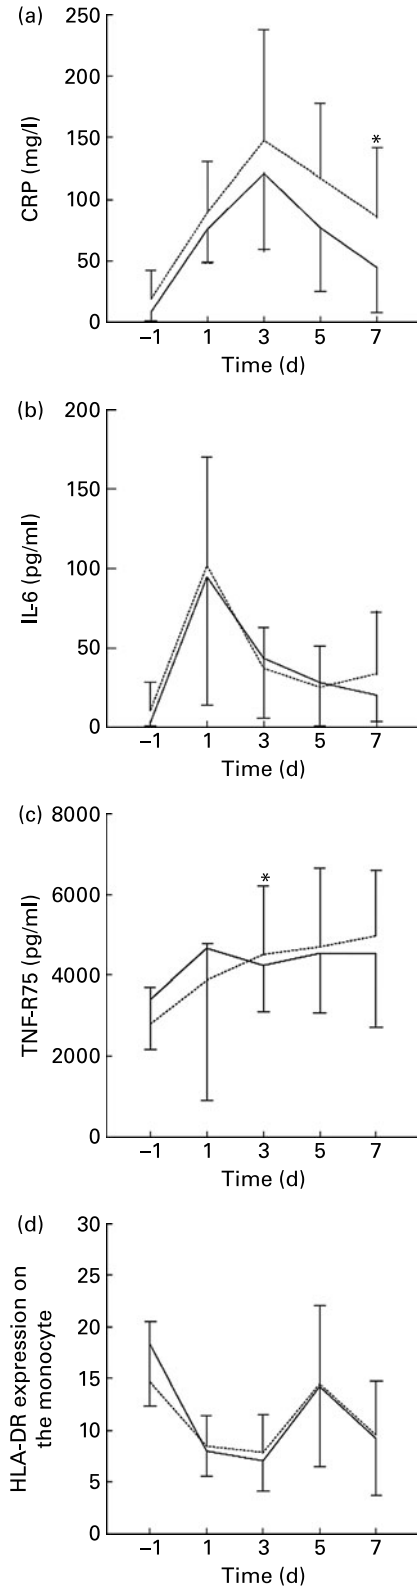 (a)
250
200
150
100
50
0
CRP (mg/l)
*
–1 1 3 5 7
Time (d)
(b)
200
150
100
50
0
IL-6 (pg/ml)
–1 1 3 5 7
Time (d)
(c)
8000
6000
4000
2000
0
TNF-R75 (pg/ml)
*
–1 1 3 5 7
Time (d)
(d)
30
25
20
15
10
5
0
HLA-DR expression on
the monocyte
–1 1 3 5 7
Time (d)